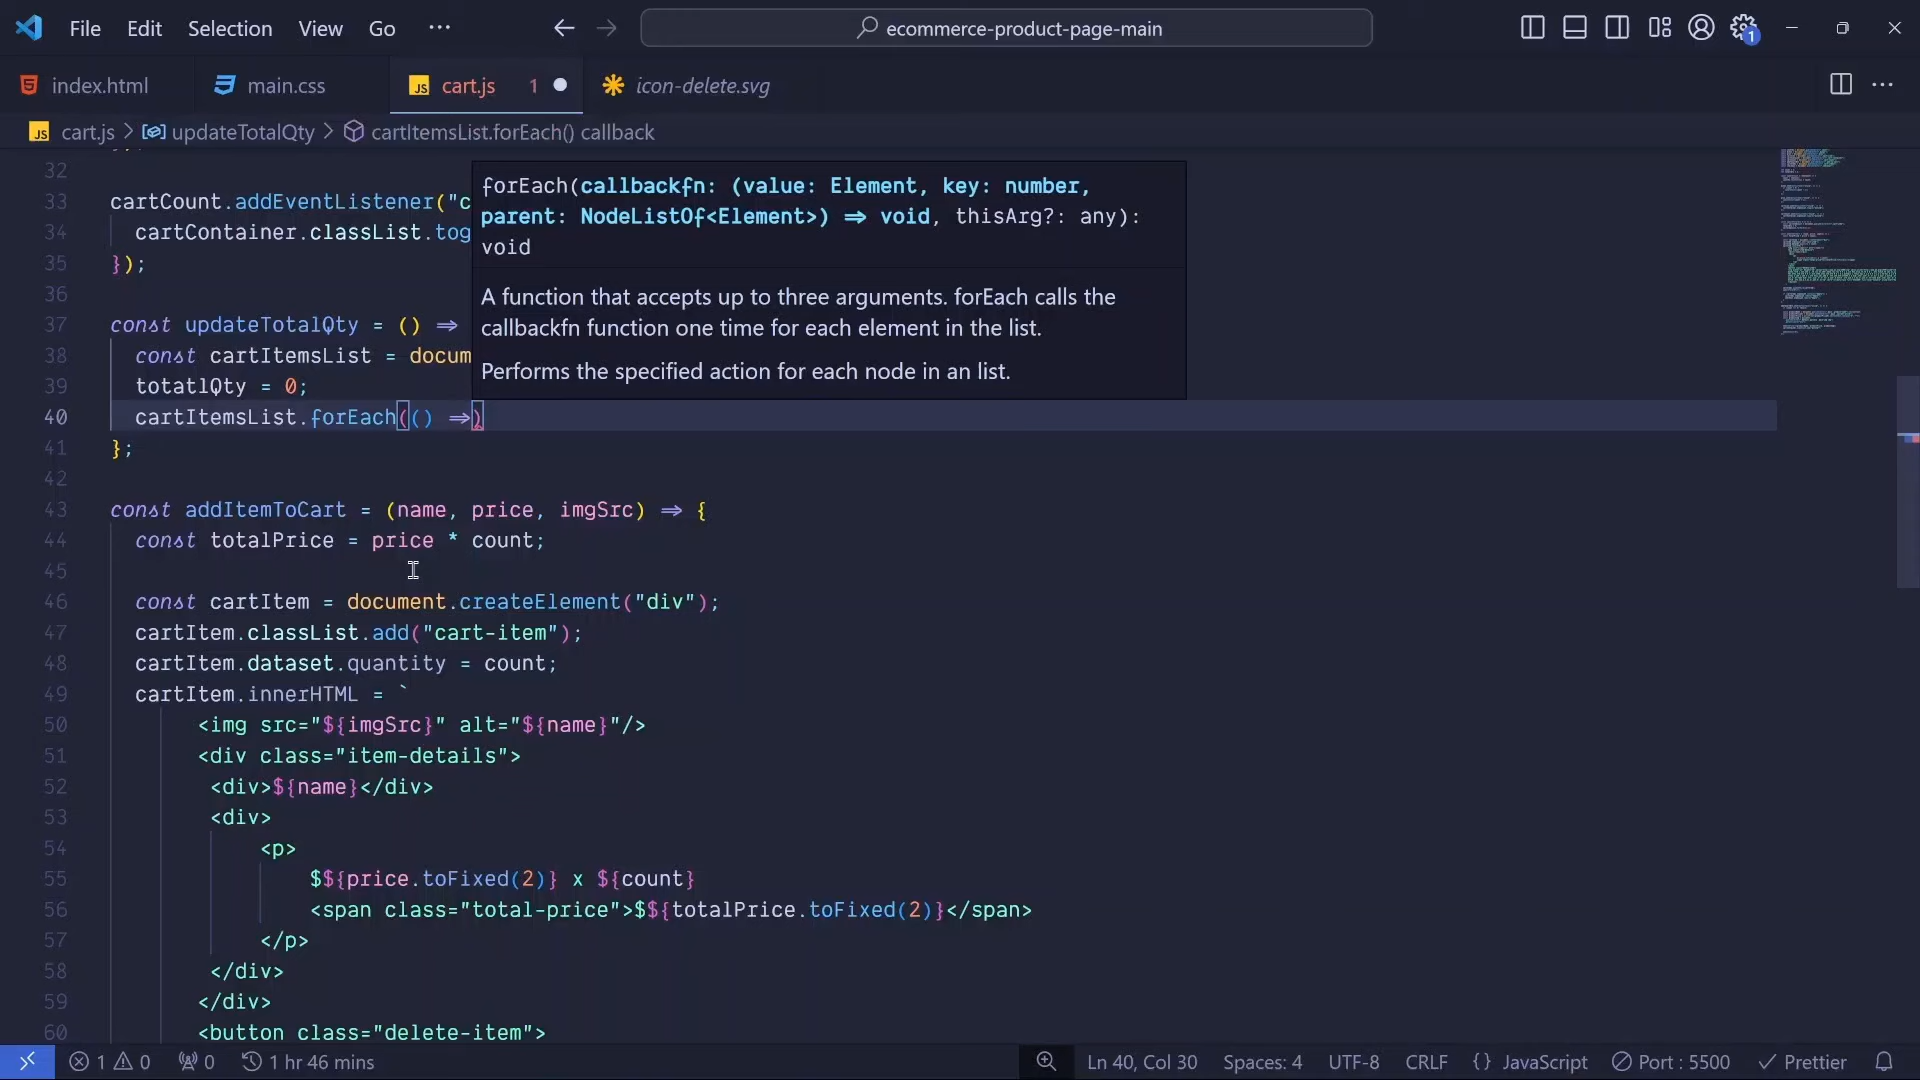 File Edit Selection View Go ··· ecommerce-product-page-main 1
index.html main.css JS cart.js 1 icon-delete.svg
JS cart.js > updateTotalQty > cartItemsList.forEach() callback
32
33 cartCount.addEventListener("c
34 cartContainer.classList.tog
35 });
36
37 const updateTotalQty = () ⇒
38 const cartItemsList = docum
39 totatlQty = 0;
40 cartItemsList.forEach(() ⇒)
41 };
42
forEach(callbackfn: (value: Element, key: number,
parent: NodeListOf<Element>) ⇒ void, thisArg?: any):
void
A function that accepts up to three arguments. forEach calls the
callbackfn function one time for each element in the list.
Performs the specified action for each node in an list.
43 const addItemToCart = (name, price, imgSrc) ⇒ {
44 const totalPrice = price * count;
45
46 const cartItem = document.createElement("div");
47 cartItem.classList.add("cart-item");
48 cartItem.dataset.quantity = count;
49 cartItem.innerHTML = `
50 <img src="${imgSrc}" alt="${name}"/>
51 <div class="item-details">
52 <div>${name}</div>
53 <div>
54 <p>
55 $${price.toFixed(2)} x ${count}
56 <span class="total-price">$${totalPrice.toFixed(2)}</span>
57 </p>
58 </div>
59 </div>
60 <button class="delete-item">
1 0 0 1 hr 46 mins Ln 40, Col 30 Spaces: 4 UTF-8 CRLF {} JavaScript Port : 5500 Prettier